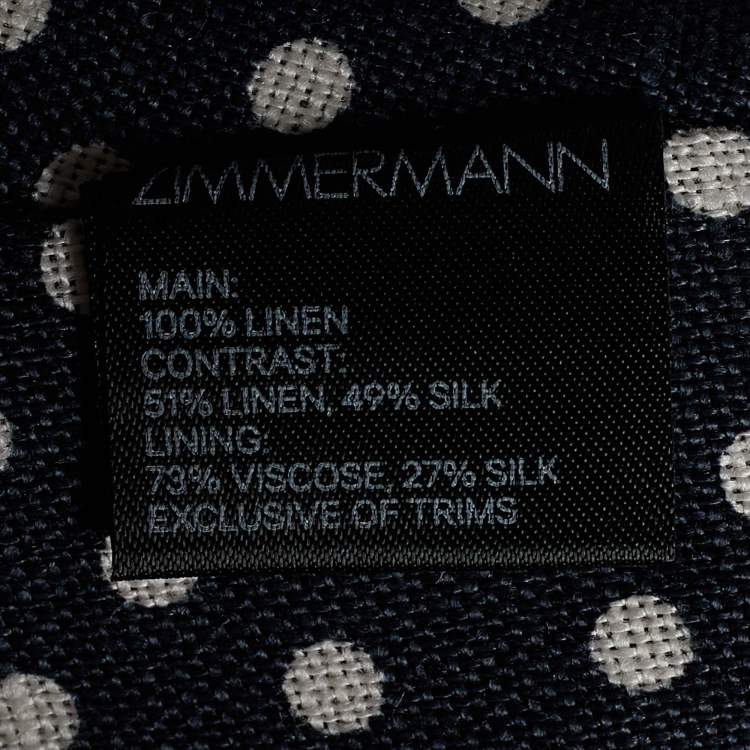 ZIMMERMANN
MAIN:
100% LINEN
CONTRAST:
51% LINEN, 49% SILK
LINING:
73% VISCOSE, 27% SILK
EXCLUSIVE OF TRIMS